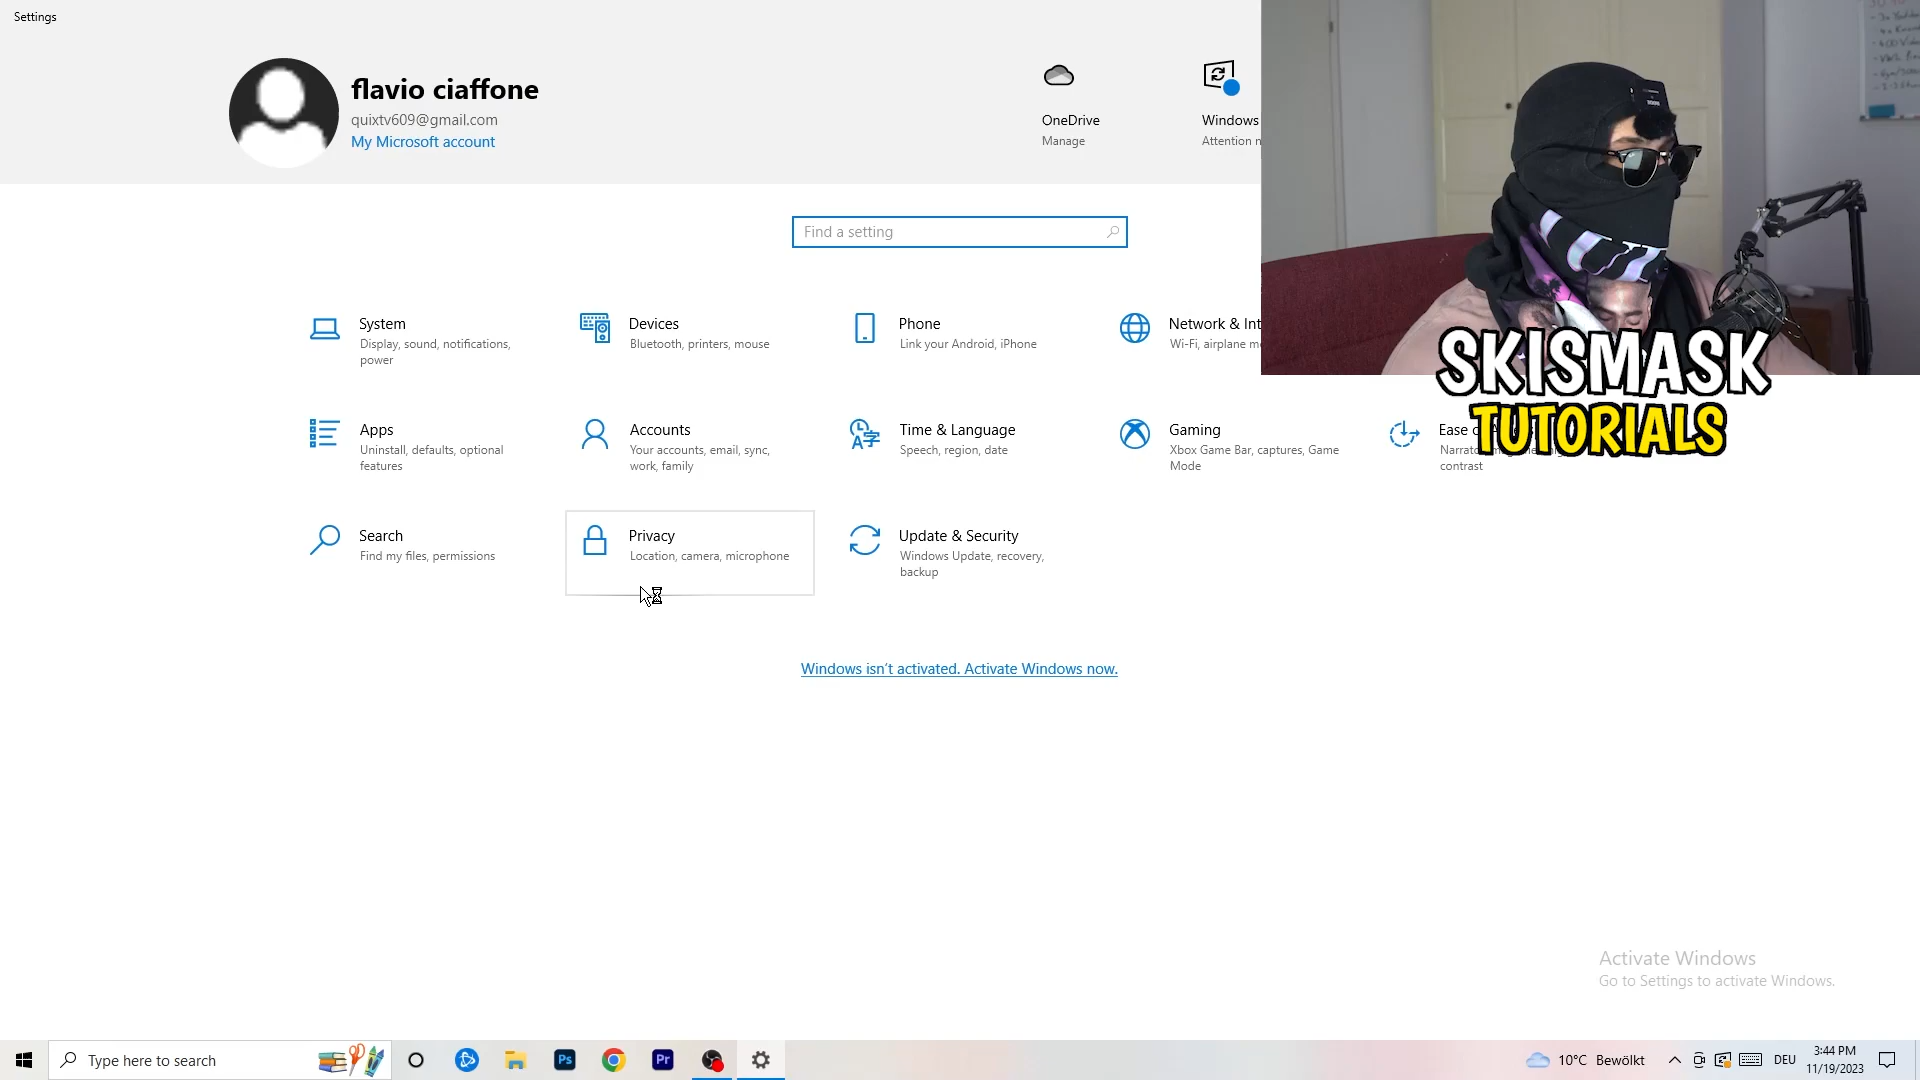 Settings
flavio ciaffone
quixtv609@gmail.com
My Microsoft account
OneDrive
Manage
Windows
Attention
Find a setting
System
Display, sound, notifications,
power
Devices
Bluetooth, printers, mouse
Phone
Link your Android, iPhone
Network & Int
Wi-Fi, airplane
SKISMASK
TUTORIALS
Apps
Uninstall, defaults, optional
features
Accounts
Your accounts, email, sync,
work, family
Time & Language
Speech, region, date
Gaming
Xbox Game Bar, captures, Game
Mode
Ease
contrast
Search
Find my files, permissions
Privacy
Location, camera, microphone
Update & Security
Windows Update, recovery,
backup
Windows isn't activated. Activate Windows now.
Activate Windows
Go to Settings to activate Windows.
Type here to search
Ps
Pr
10°C Bewölkt
DEU
3:44 PM
11/19/2023